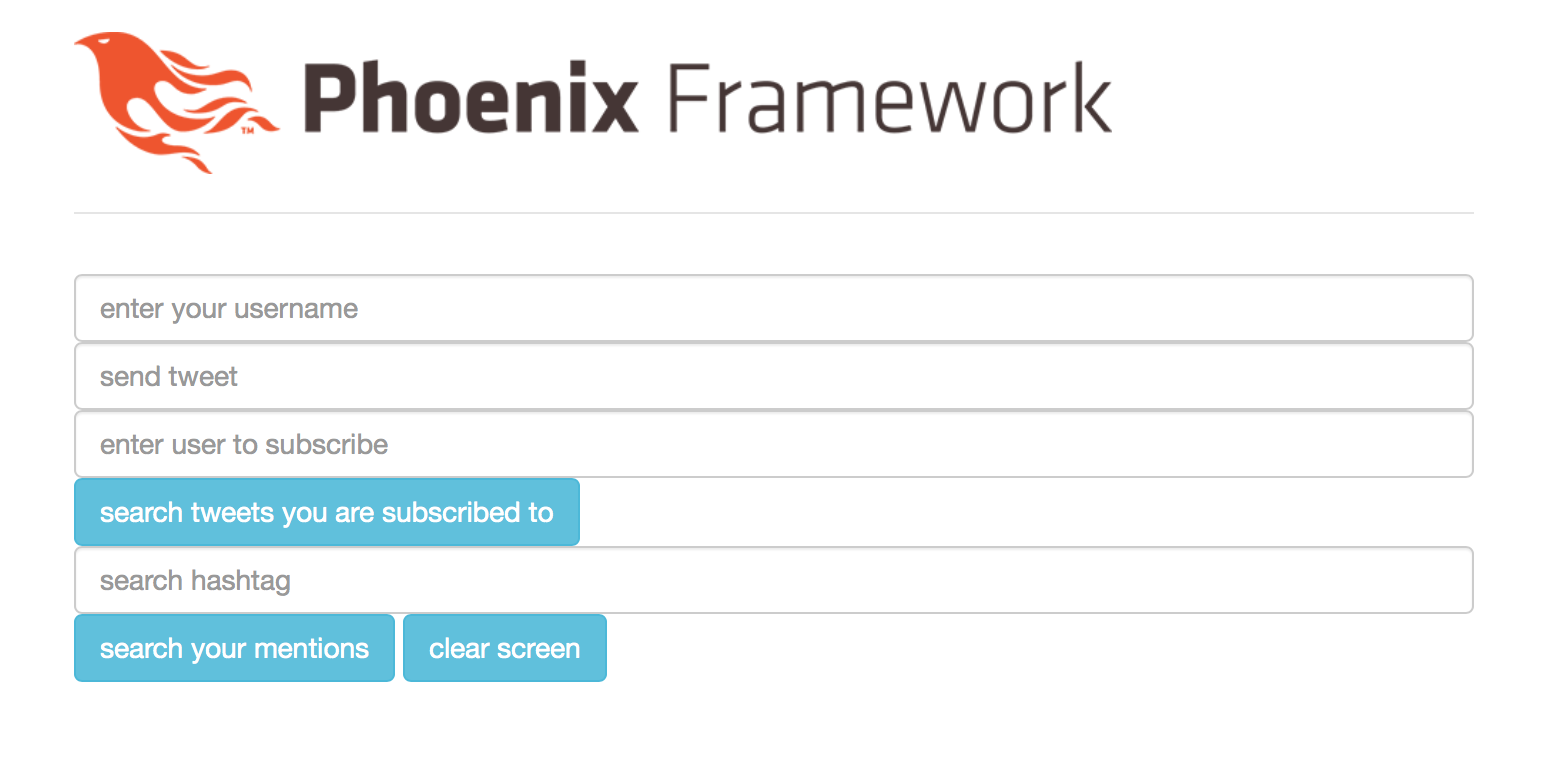 TM
Phoenix Framework
enter your username
send tweet
enter user to subscribe
search tweets you are subscribed to
search hashtag
search your mentions clear screen